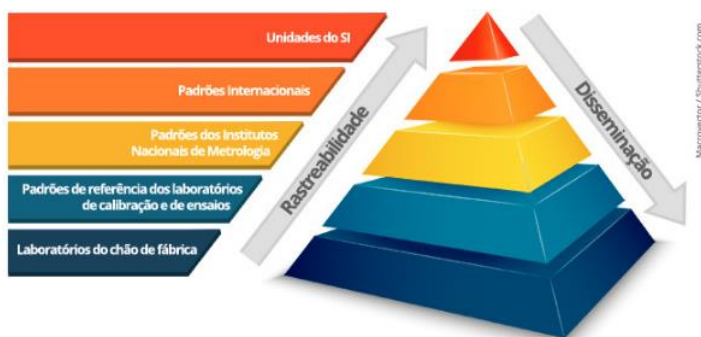 Unidades do SI
Padrões Internacionais
Padrões dos Institutos
Nacionais de Metrologia
Padrões de referência dos laboratórios
de calibração e de ensaios
Laboratórios do chão de fábrica
Rastreabilidade
Disseminação
Macrovector / Shutterstock.com